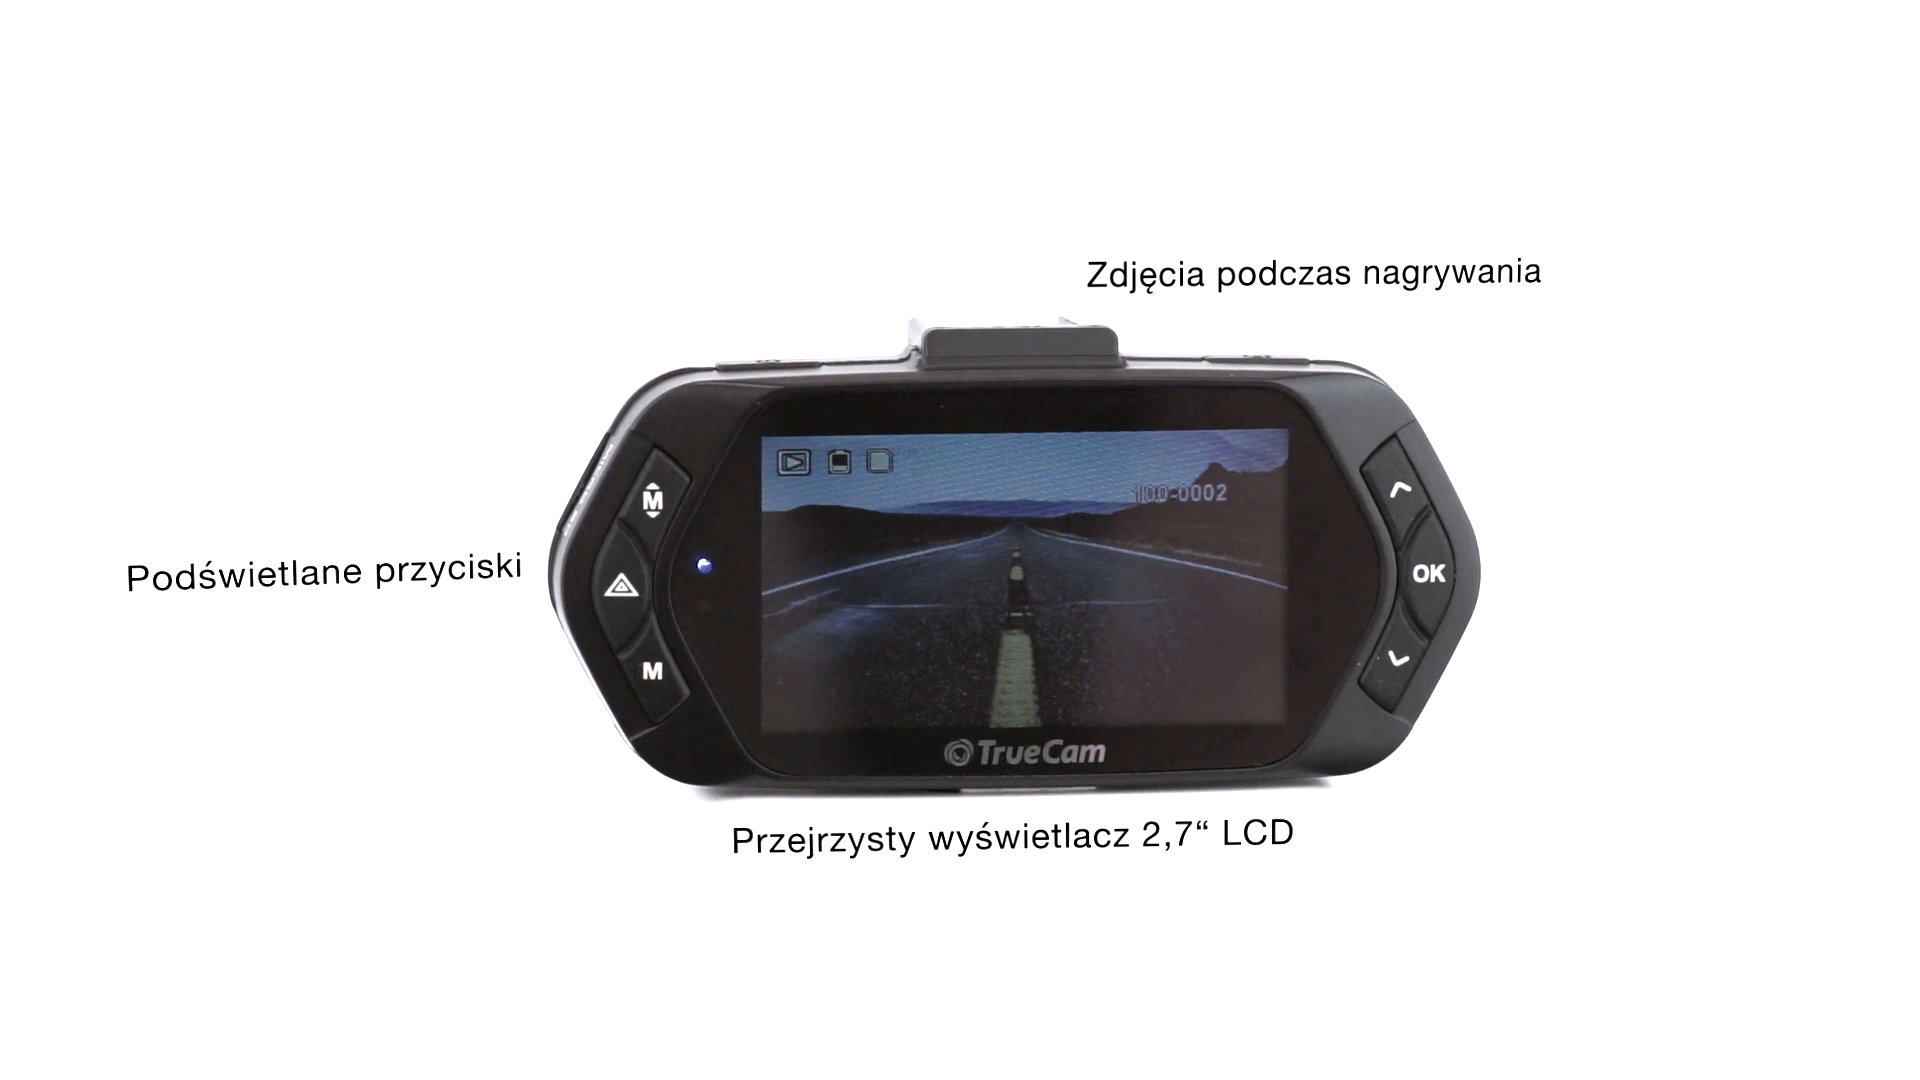 Zdjęcia podczas nagrywania
100-0002
M
Podświetlane przyciski
OK
M
TrueCam
Przejrzysty wyświetlacz 2,7“ LCD